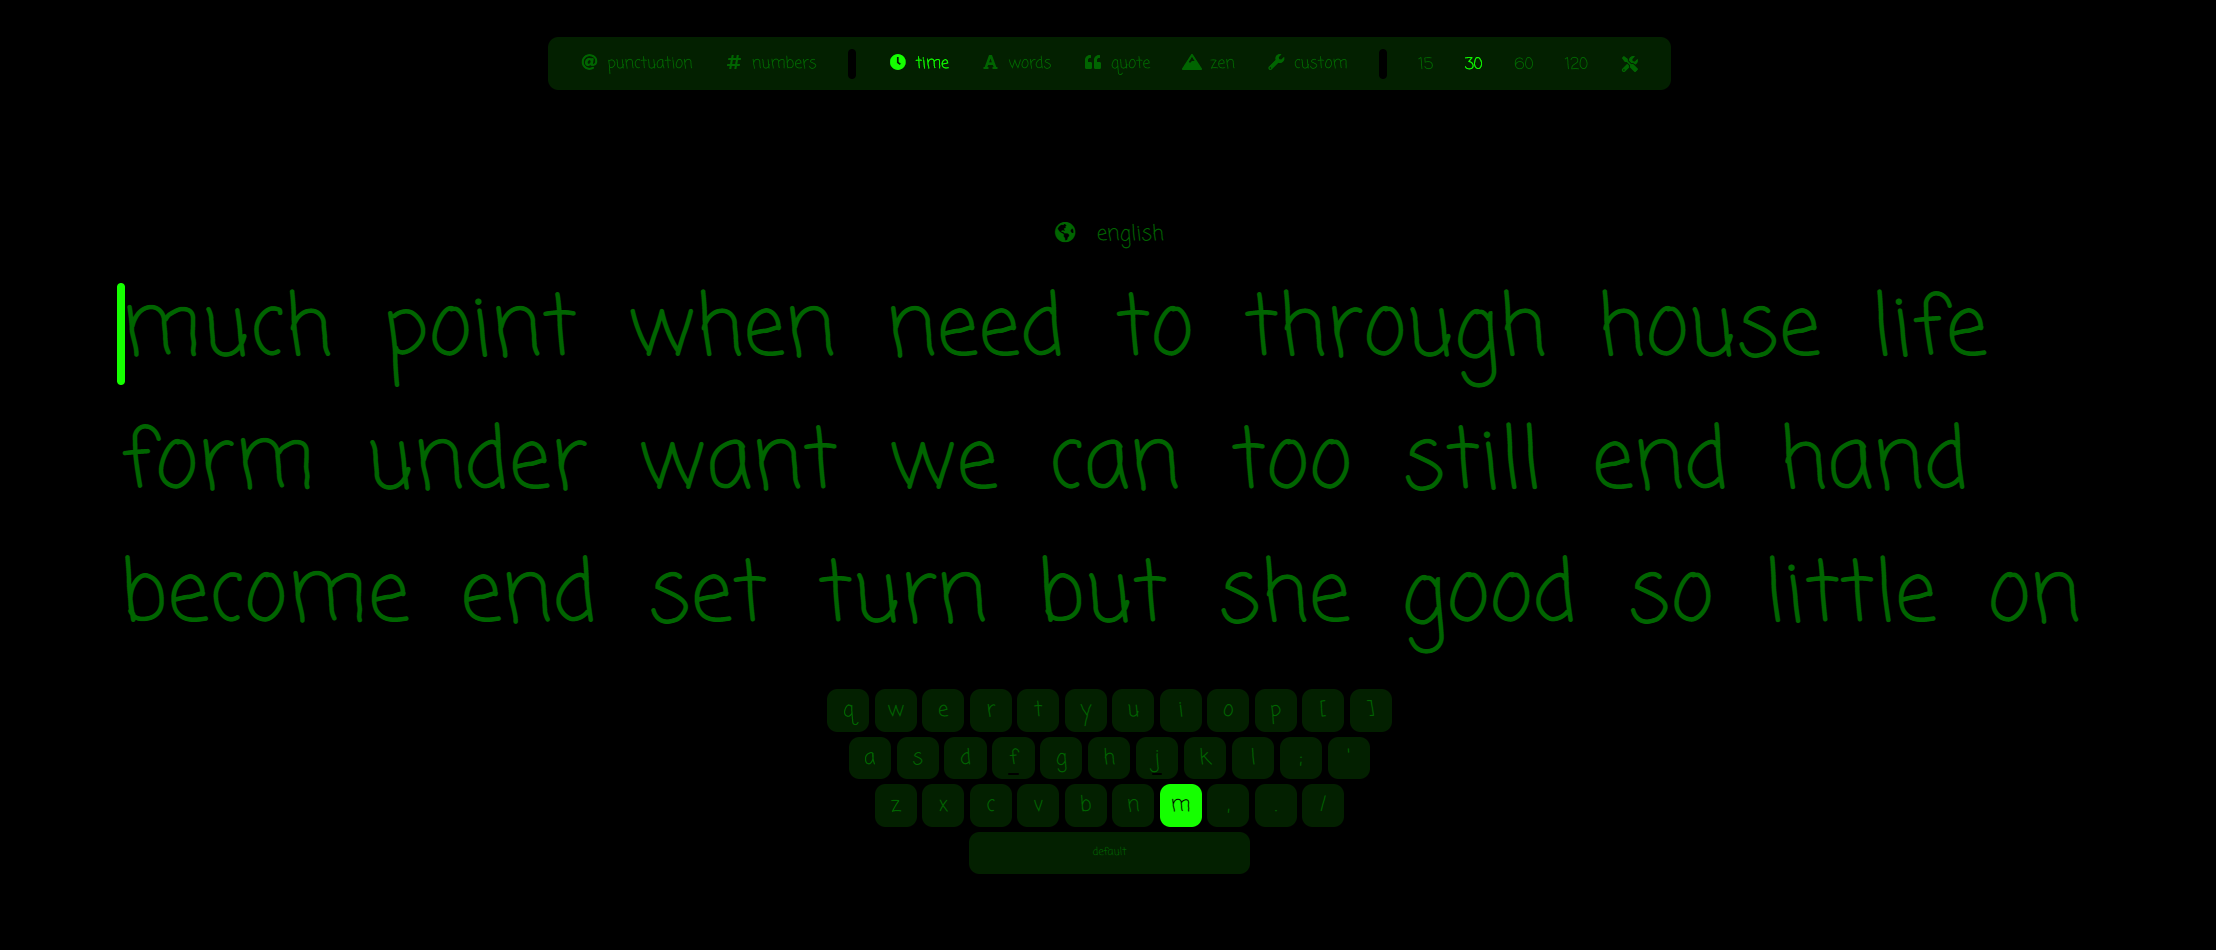 @ punctuation # numbers time A words quote zen custom 15 30 60 120
english
much point when need to through house life
form under want we can too still end hand
become end set turn but she good so little on
q w e r t y u i o p [ ]
a s d f g h j k l ; '
z x c v b n m , . /
default